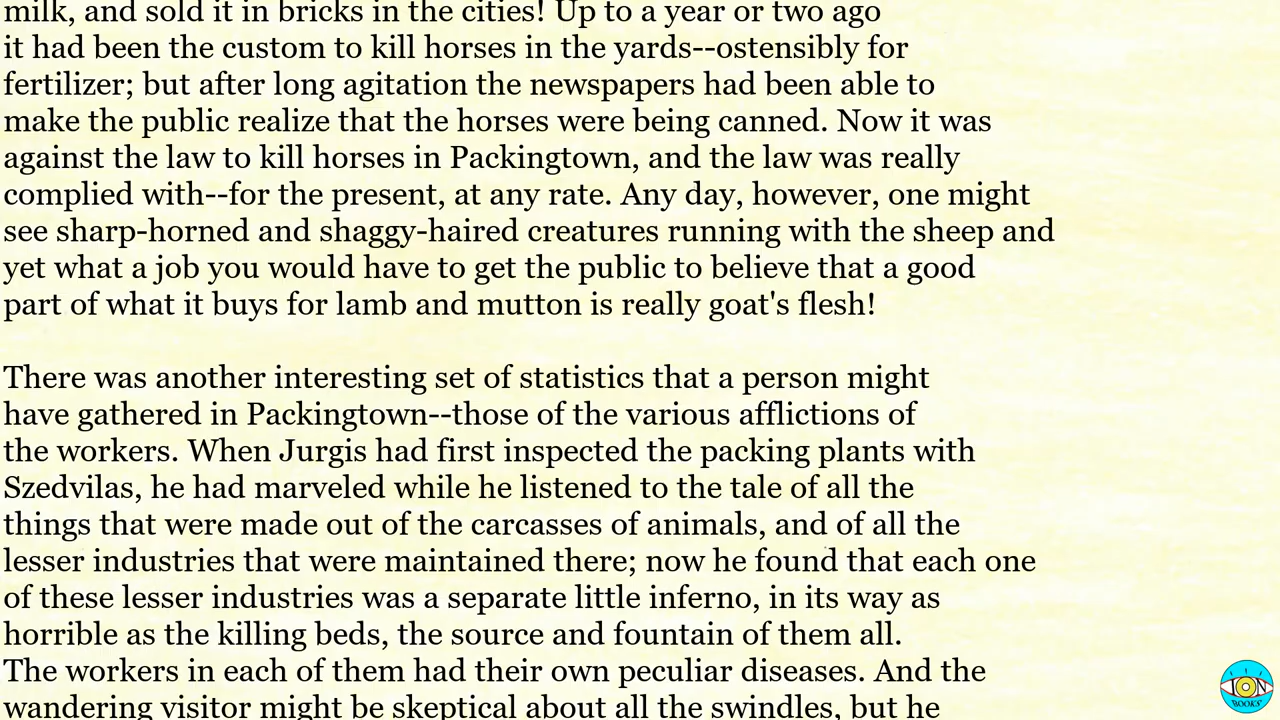 milk, and sold it in bricks in the cities! Up to a year or two ago
it had been the custom to kill horses in the yards--ostensibly for
fertilizer; but after long agitation the newspapers had been able to
make the public realize that the horses were being canned. Now it was
against the law to kill horses in Packingtown, and the law was really
complied with--for the present, at any rate. Any day, however, one might
see sharp-horned and shaggy-haired creatures running with the sheep and
yet what a job you would have to get the public to believe that a good
part of what it buys for lamb and mutton is really goat's flesh!
There was another interesting set of statistics that a person might
have gathered in Packingtown--those of the various afflictions of
the workers. When Jurgis had first inspected the packing plants with
Szedvilas, he had marveled while he listened to the tale of all the
things that were made out of the carcasses of animals, and of all the
lesser industries that were maintained there; now he found that each one
of these lesser industries was a separate little inferno, in its way as
horrible as the killing beds, the source and fountain of them all.
The workers in each of them had their own peculiar diseases. And the
wandering visitor might be skeptical about all the swindles, but he
ION
BOOKS